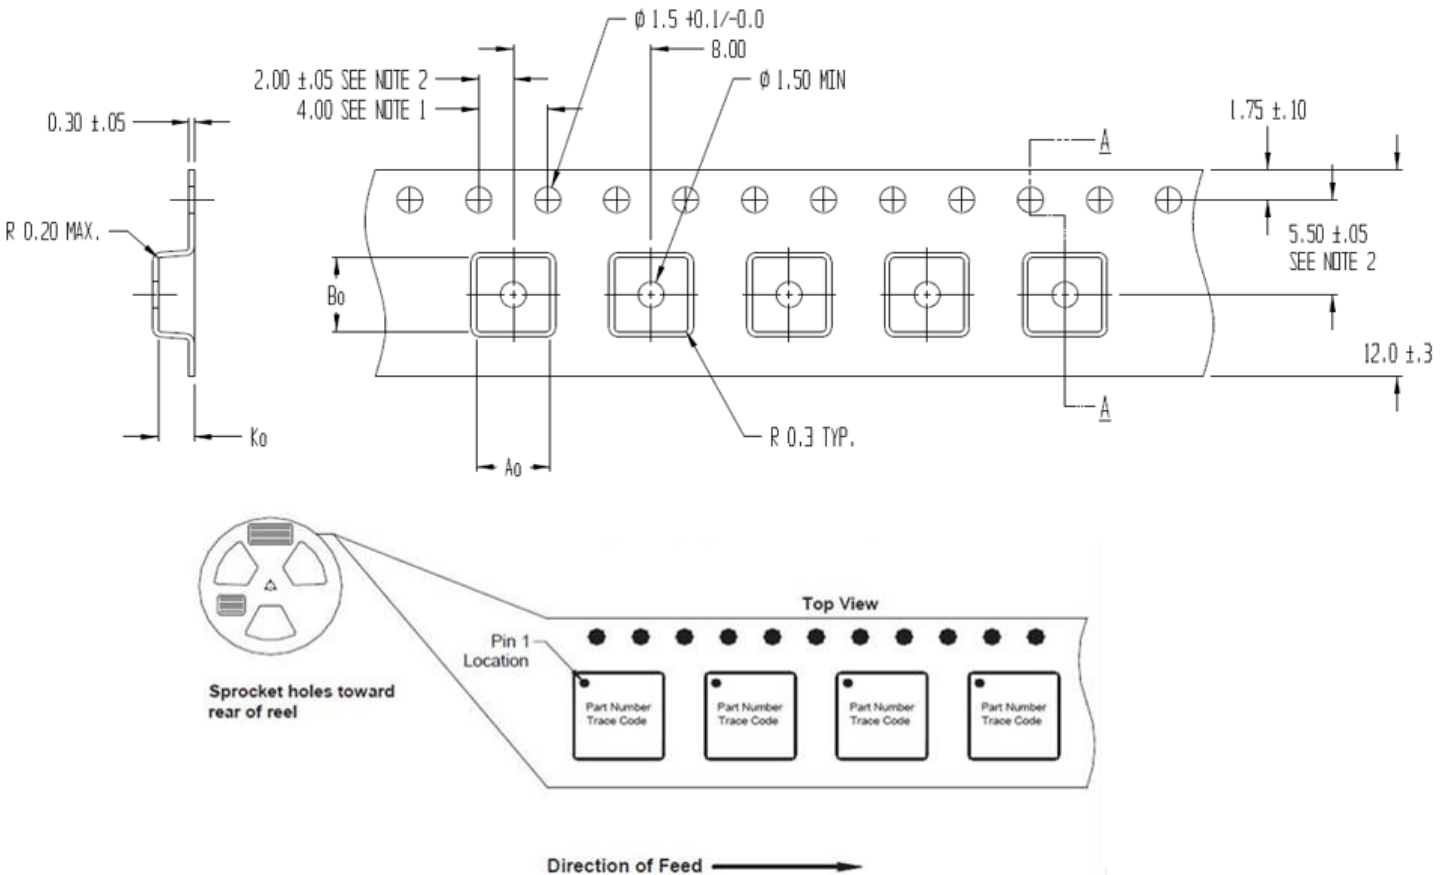 ϕ 1.5 +0.1/-0.0
8.00
2.00 ±.05 SEE NOTE 2
ϕ 1.50 MIN
4.00 SEE NOTE 1
0.30 ±.05
1.75 ±.10
A
R 0.20 MAX.
5.50 ±.05
SEE NOTE 2
Bo
12.0 ±.3
A
Ko
R 0.3 TYP.
Ao
Top View
Pin 1
Location
Sprocket holes toward
rear of reel
Part Number
Trace Code
Part Number
Trace Code
Part Number
Trace Code
Part Number
Trace Code
Direction of Feed